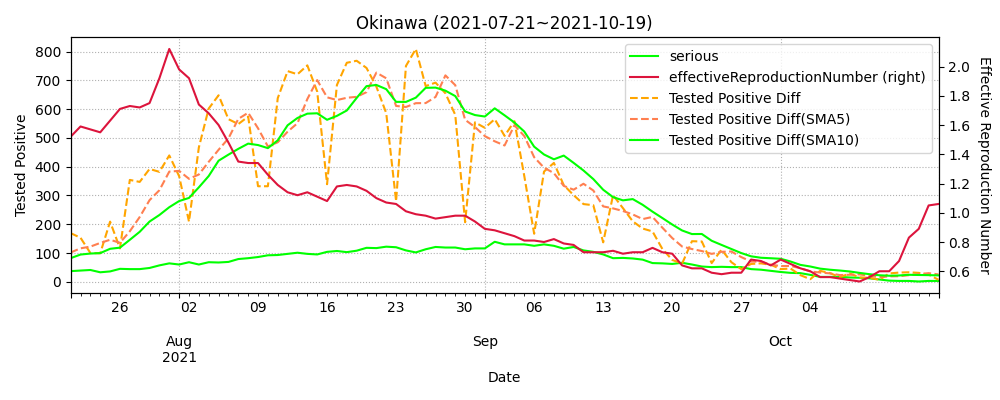 Okinawa (2021-07-21~2021-10-19)
serious
effectiveReproductionNumber (right)
Tested Positive Diff
Tested Positive Diff(SMA5)
Tested Positive Diff(SMA10)
Tested Positive
800
700
600
500
400
300
200
100
0
2.0
1.8
1.6
1.4
1.2
1.0
0.8
0.6
Effective Reproduction Number
26 02 09 16 23 30 06 13 20 27 04 11
Aug Sep Oct
2021
Date